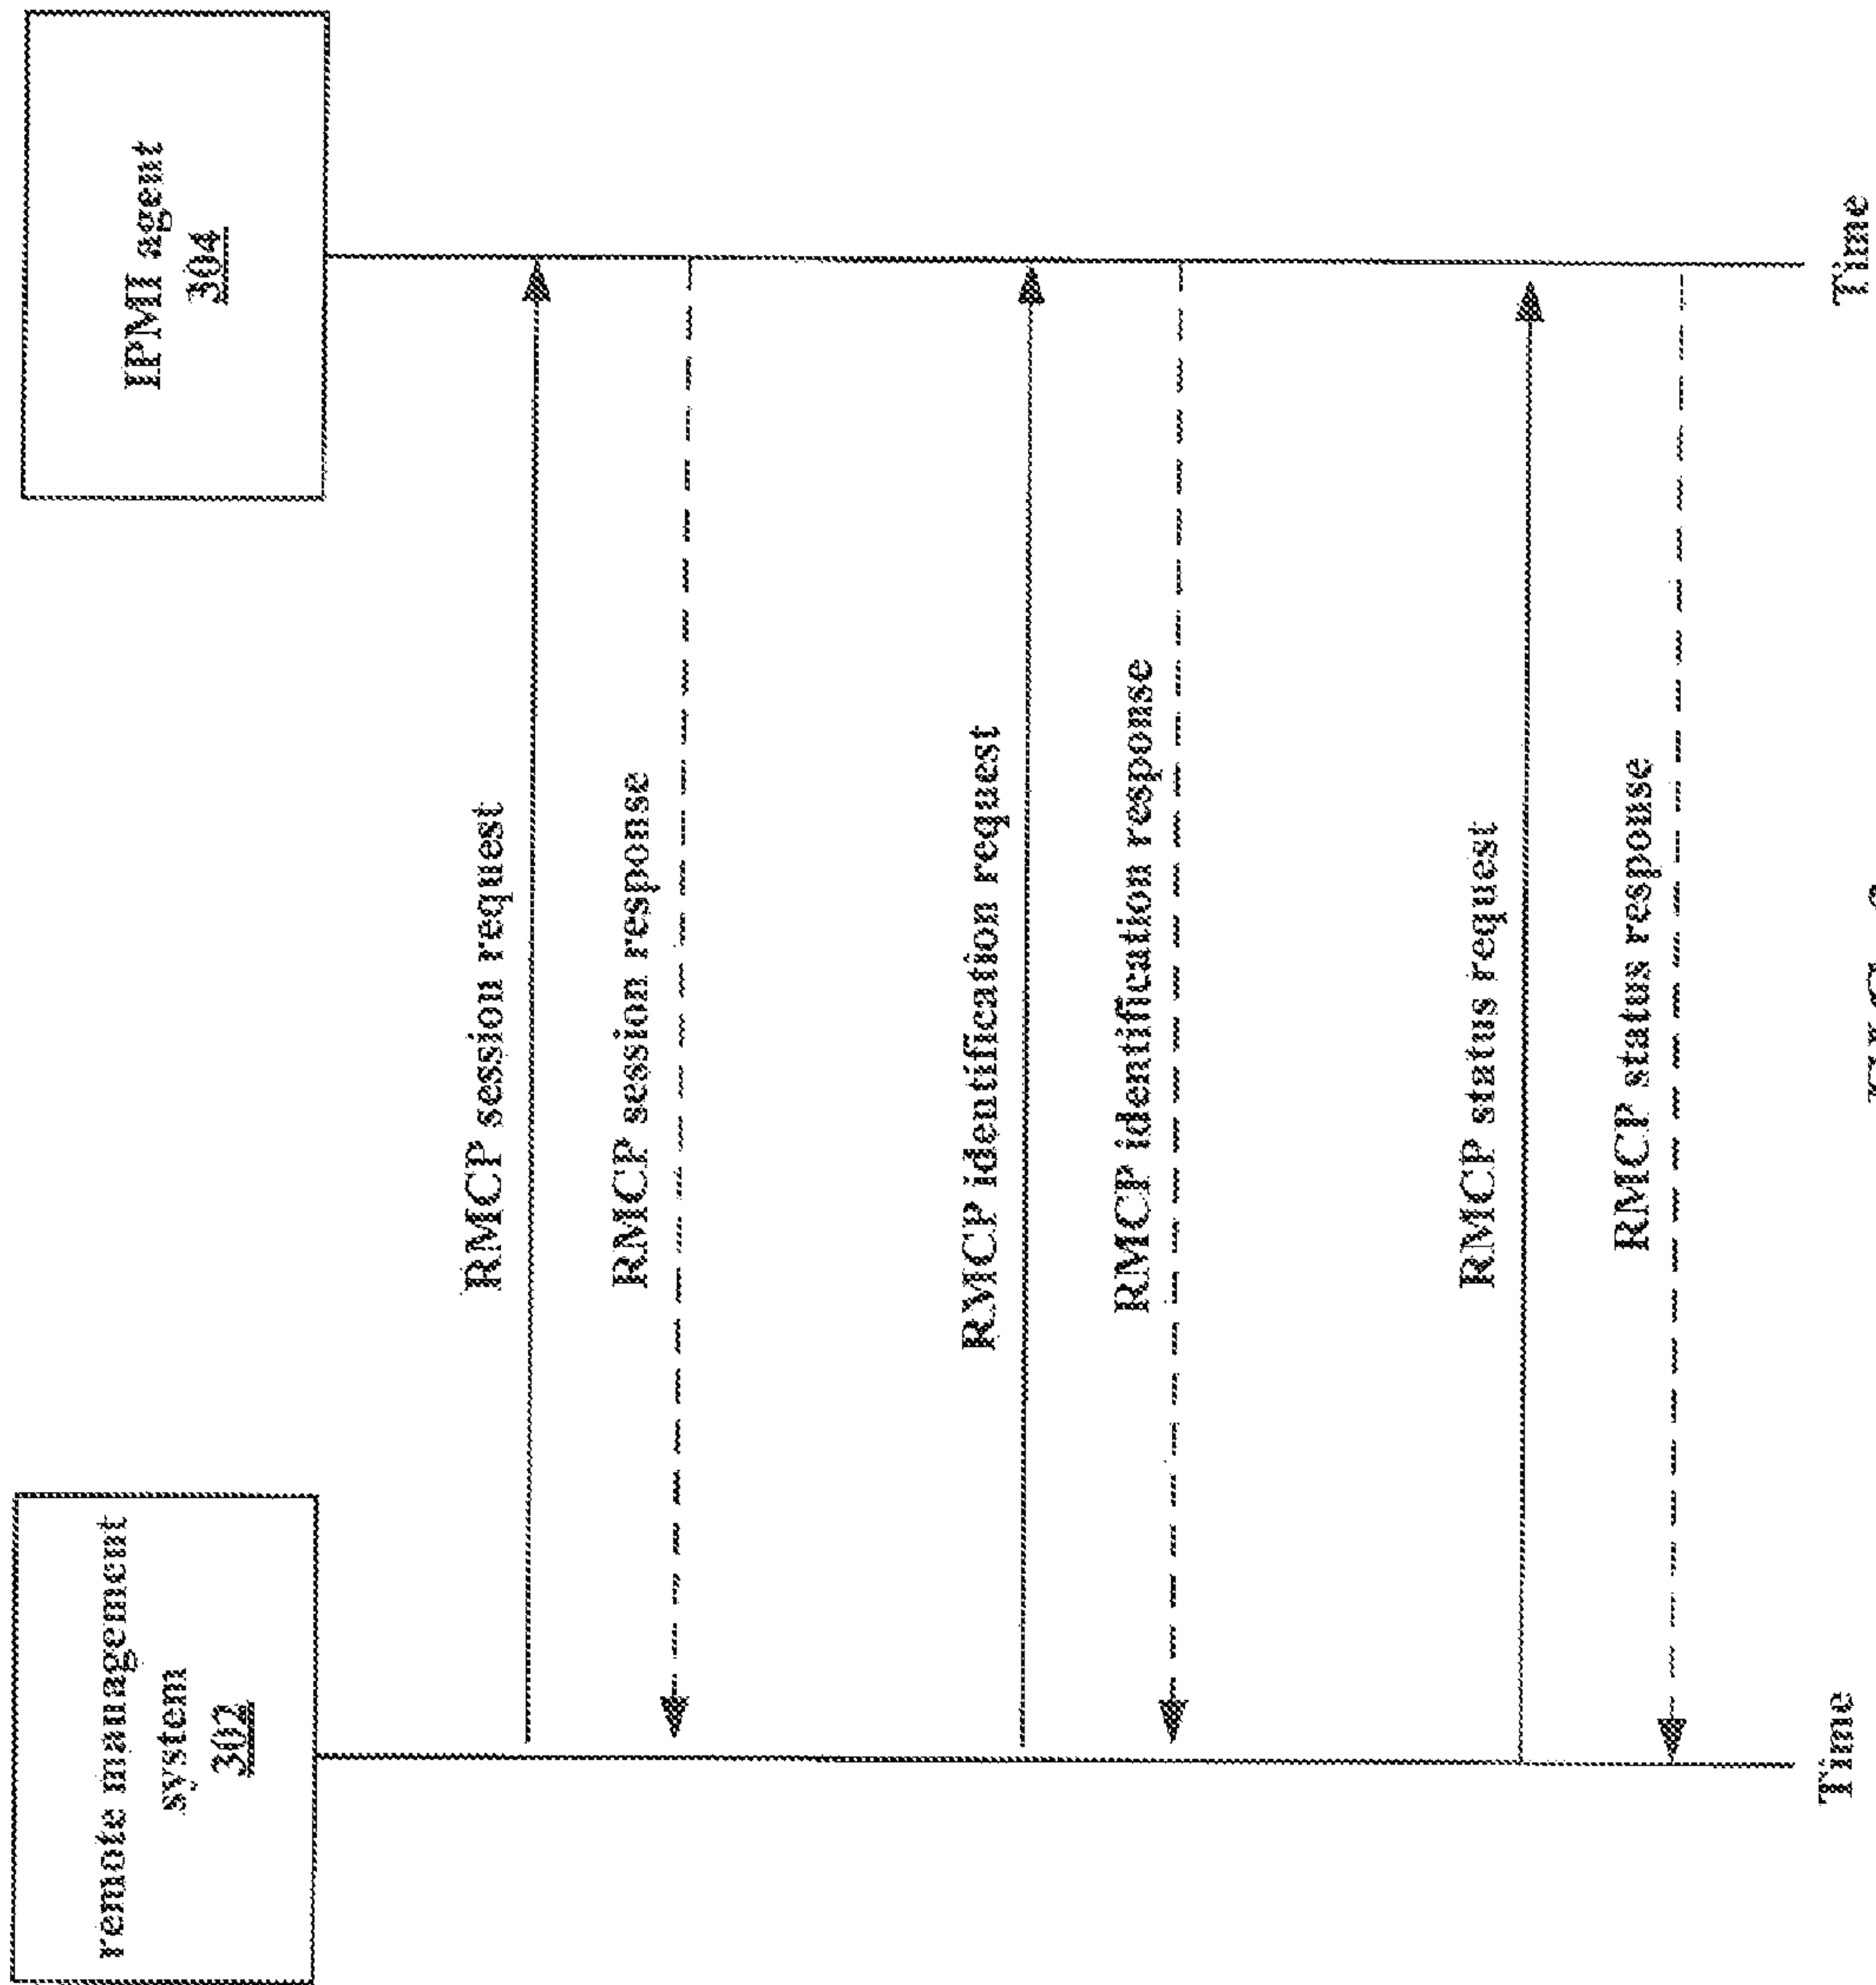 remote management
system
302
IPMI agent
304
RMCP session request
RMCP session response
RMCP identification request
RMCP identification response
RMCP status request
RMCP status response
Time
Time